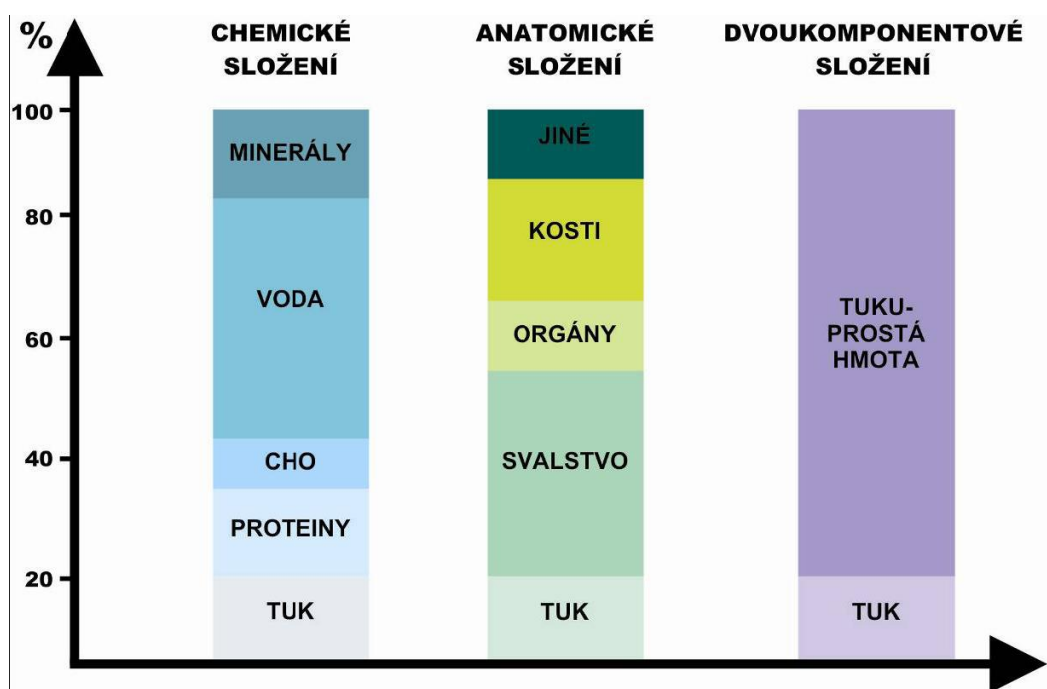 %
CHEMICKÉ
SLOŽENÍ
ANATOMICKÉ
SLOŽENÍ
DVOUKOMPONENTOVÉ
SLOŽENÍ
100
80
60
40
20
MINERÁLY
VODA
CHO
PROTEINY
TUK
JINÉ
KOSTI
ORGÁNY
SVALSTVO
TUK
TUKU-
PROSTÁ
HMOTA
TUK